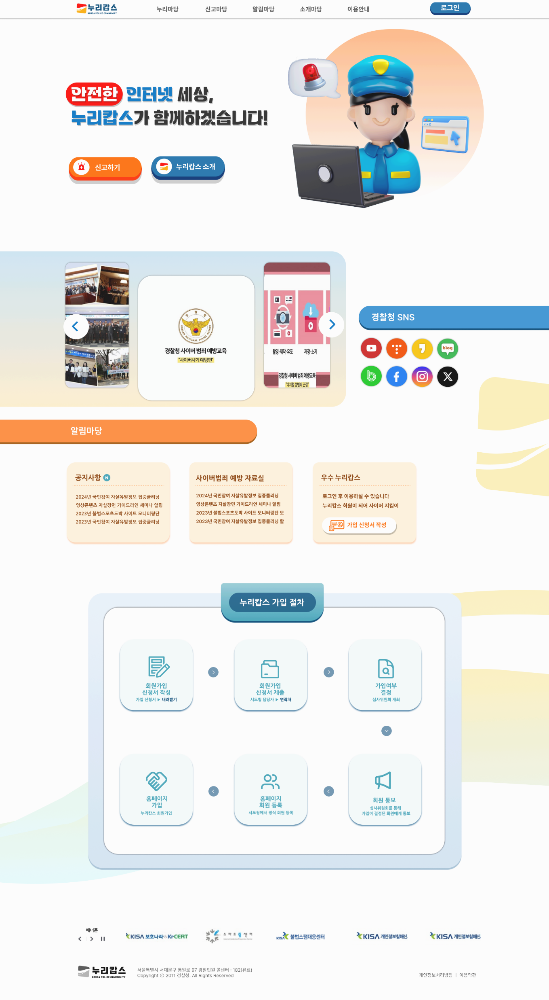 누리캅스
KOREA POLICE COMMUNITY
누리마당
신고마당
알림마당
소개마당
이용안내
로그인
안전한 인터넷 세상,
누리캅스가 함께하겠습니다!
신고하기
누리캅스 소개
경찰청
KOREAN NATIONAL POLICE AGENCY
경찰청 사이버 범죄 예방교육
"사이버사기 예방편"
촬영·제작·유포
저장·소지
경찰청 사이버 범죄 예방교육
"디지털 성범죄 근절"
경찰청 SNS
blog
알림마당
공지사항 N
2024년 국민참여 자살유발정보 집중클리닝
영상콘텐츠 자살장면 가이드라인 세미나 알림
2023년 불법스포츠도박 사이트 모니터링단
2023년 국민참여 자살유발정보 집중클리닝
사이버범죄 예방 자료실
2024년 국민참여 자살유발정보 집중클리닝
영상콘텐츠 자살장면 가이드라인 세미나 알림
2023년 불법스포츠도박 사이트 모니터링단 모
2023년 국민참여 자살유발정보 집중클리닝 활
우수 누리캅스
로그인 후 이용하실 수 있습니다
누리캅스 회원이 되어 사이버 지킴이
가입 신청서 작성
누리캅스 가입 절차
회원가입
신청서 작성
가입 신청서 ▶ 내려받기
회원가입
신청서 제출
시도청 담당자 ▶ 연락처
가입여부
결정
심사위원회 개최
홈페이지
가입
누리캅스 회원가입
홈페이지
회원 등록
시도청에서 정식 회원 등록
회원 통보
심사위원회를 통해
가입이 결정된 회원에게 통보
배너존
KISA 보호나라&KrCERT
스마트쉼센터
KISA 불법스팸대응센터
KISA 개인정보침해신
KISA 개인정보침해신
누리캅스
KOREA POLICE COMMUNITY
서울특별시 서대문구 통일로 97 경찰민원 콜센터 : 182(유료)
Copyright ⓒ 2011 경찰청. All Rights Reserved
개인정보처리방침 | 이용약관